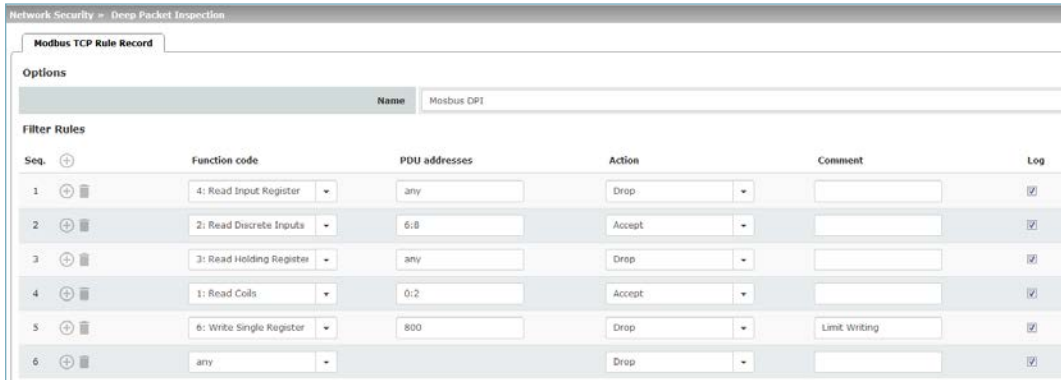 Network Security » Deep Packet Inspection
Modbus TCP Rule Record
Options
Name Mosbus DPI
Filter Rules
Seq. Function code PDU addresses Action Comment Log
1 4: Read Input Register any Drop
2 2: Read Discrete Inputs 6:8 Accept
3 3: Read Holding Register any Drop
4 1: Read Coils 0:2 Accept
5 6: Write Single Register 800 Drop Limit Writing
6 any Drop